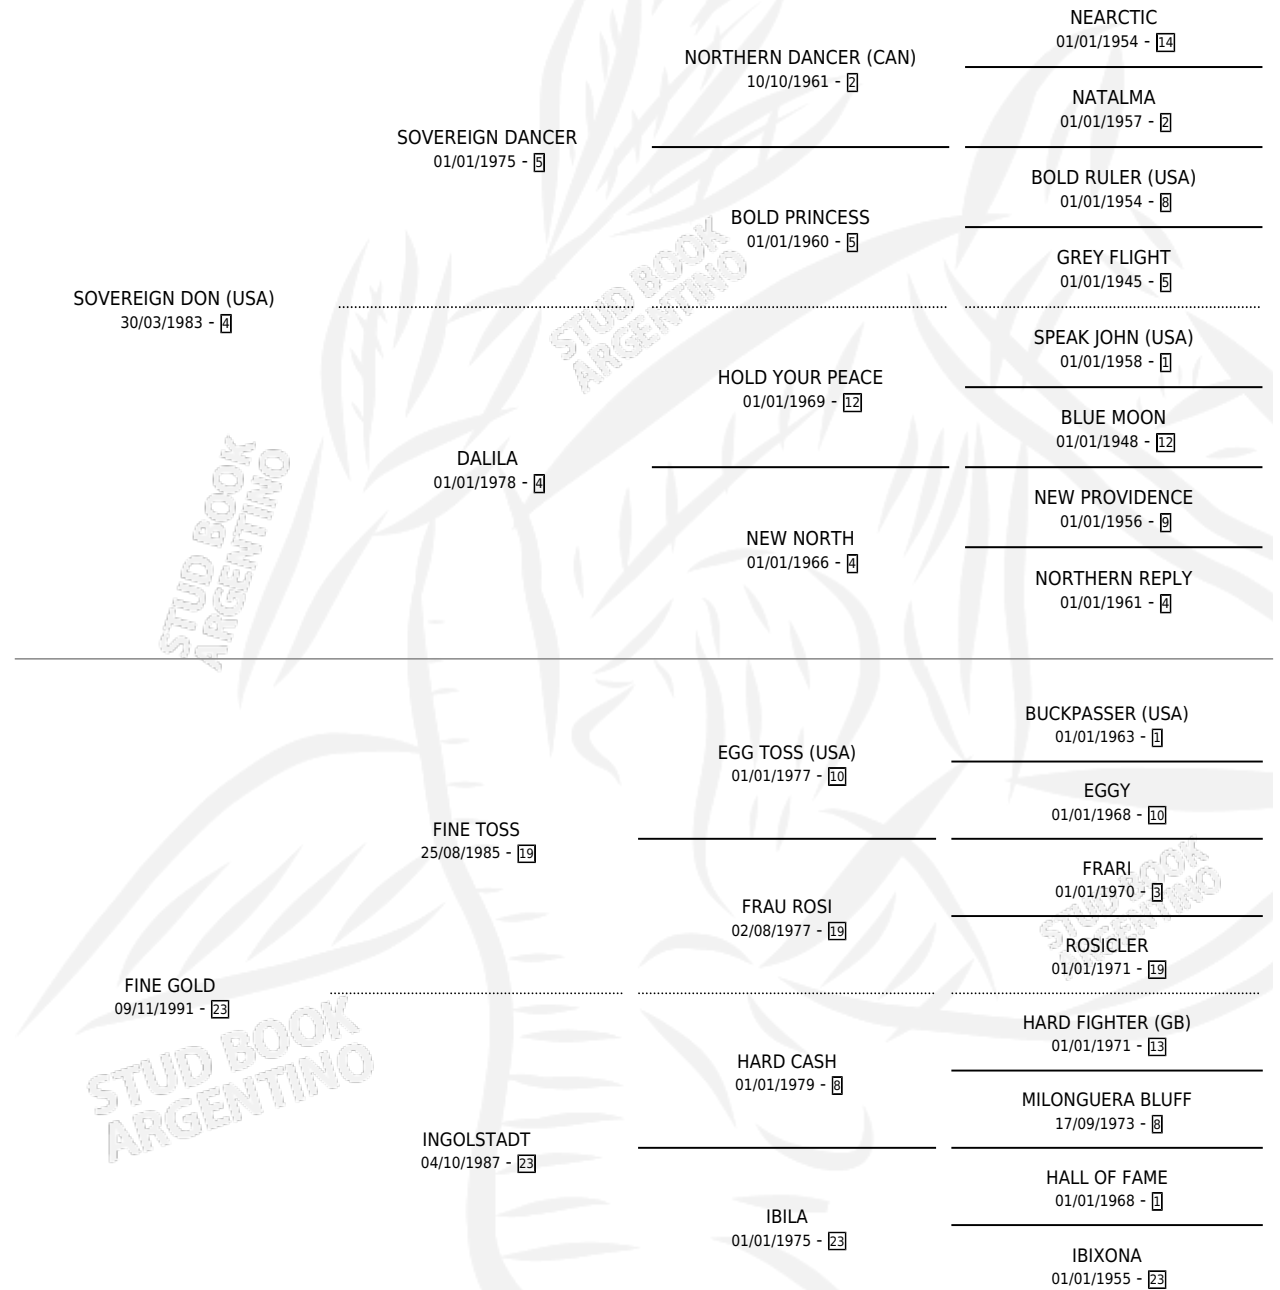 NEARCTIC
01/01/1954 - 14
NORTHERN DANCER (CAN)
10/10/1961 - 2
NATALMA
01/01/1957 - 2
SOVEREIGN DANCER
01/01/1975 - 5
BOLD RULER (USA)
01/01/1954 - 8
BOLD PRINCESS
01/01/1960 - 5
GREY FLIGHT
01/01/1945 - 5
SOVEREIGN DON (USA)
30/03/1983 - 4
STUD BOOK
ARGENTINO
SPEAK JOHN (USA)
01/01/1958 - 1
HOLD YOUR PEACE
01/01/1969 - 12
BLUE MOON
01/01/1948 - 12
DALILA
01/01/1978 - 4
NEW PROVIDENCE
01/01/1956 - 9
NEW NORTH
01/01/1966 - 4
NORTHERN REPLY
01/01/1961 - 4
STUD BOOK
ARGENTINO
BUCKPASSER (USA)
01/01/1963 - 1
EGG TOSS (USA)
01/01/1977 - 10
EGGY
01/01/1968 - 10
FINE TOSS
25/08/1985 - 19
FRARI
01/01/1970 - 3
FRAU ROSI
02/08/1977 - 19
ROSICLER
01/01/1971 - 19
STUD BOOK
ARGENTINO
FINE GOLD
09/11/1991 - 23
HARD FIGHTER (GB)
01/01/1971 - 13
HARD CASH
01/01/1979 - 8
MILONGUERA BLUFF
17/09/1973 - 8
STUD BOOK
ARGENTINO
INGOLSTADT
04/10/1987 - 23
HALL OF FAME
01/01/1968 - 1
IBILA
01/01/1975 - 23
IBIXONA
01/01/1955 - 23